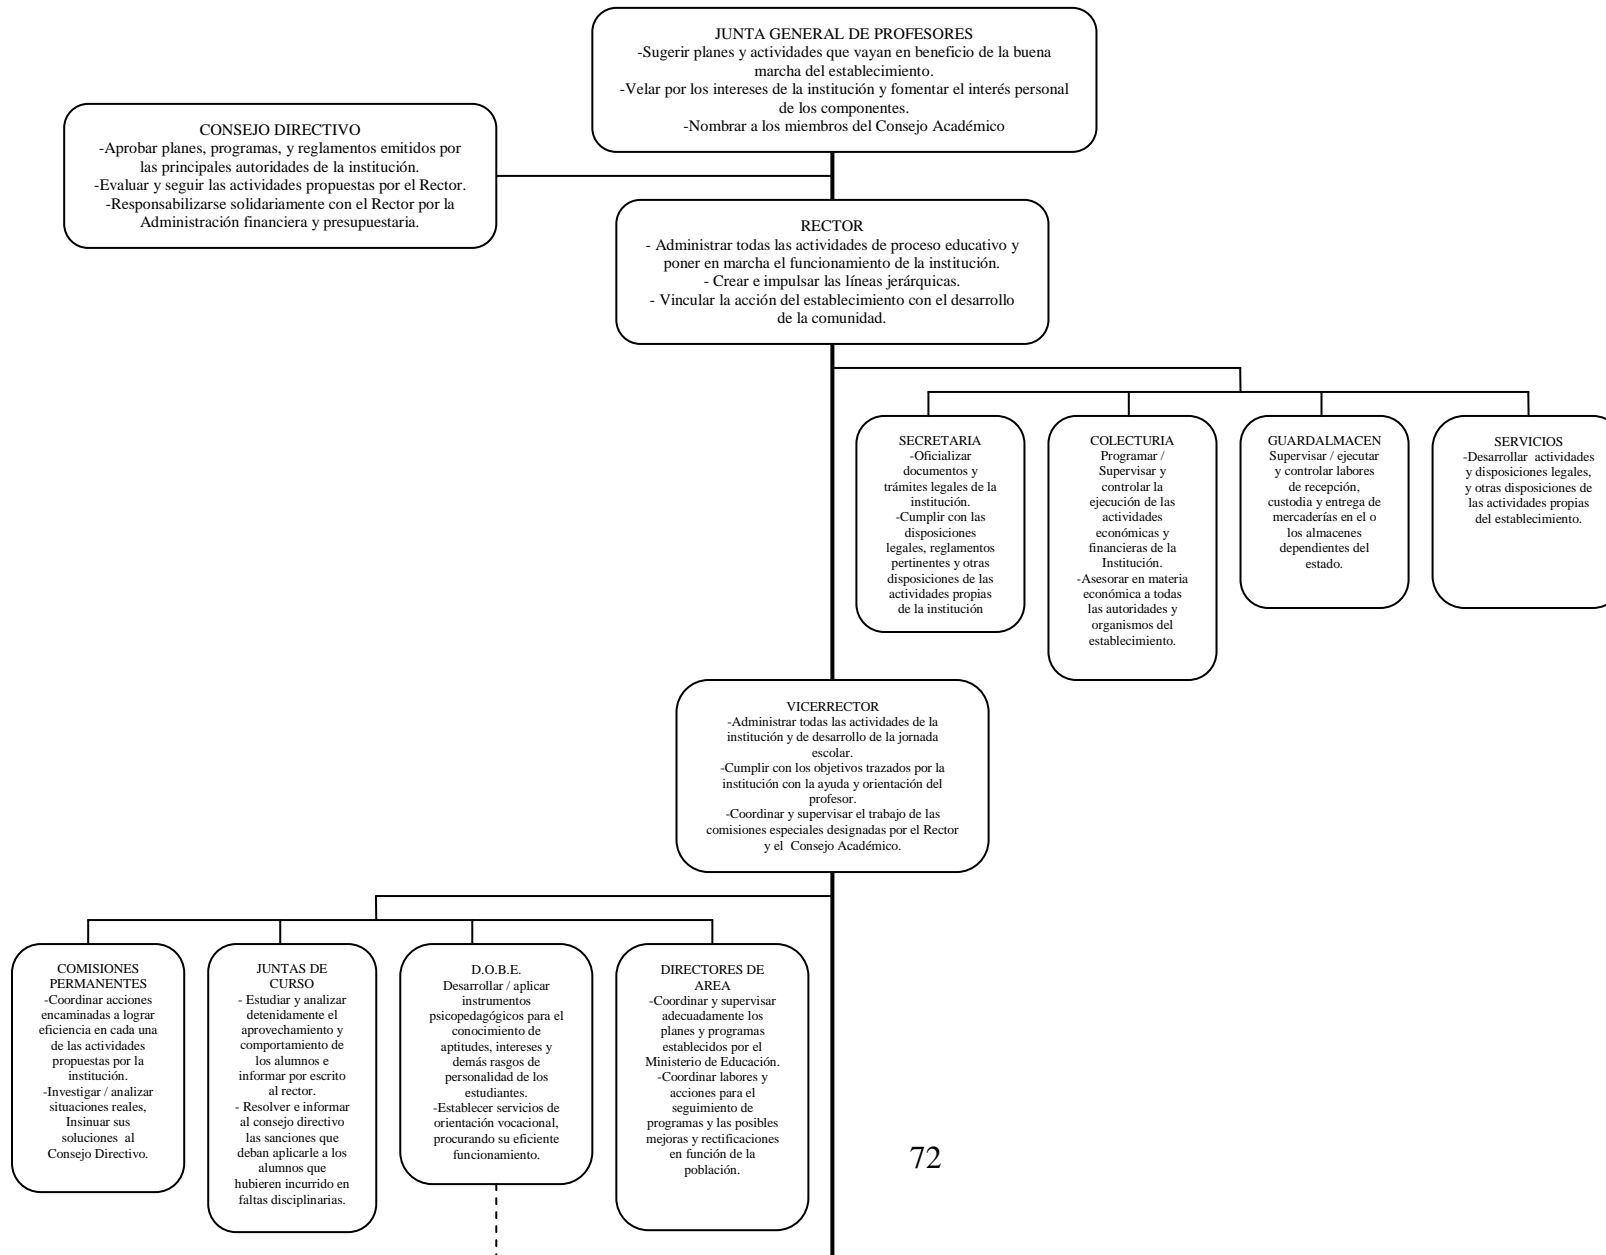 JUNTA GENERAL DE PROFESORES
-Sugerir planes y actividades que vayan en beneficio de la buena
marcha del establecimiento.
-Velar por los intereses de la institución y fomentar el interés personal
de los componentes.
-Nombrar a los miembros del Consejo Académico
CONSEJO DIRECTIVO
-Aprobar planes, programas, y reglamentos emitidos por
las principales autoridades de la institución.
-Evaluar y seguir las actividades propuestas por el Rector.
-Responsabilizarse solidariamente con el Rector por la
Administración financiera y presupuestaria.
RECTOR
- Administrar todas las actividades de proceso educativo y
poner en marcha el funcionamiento de la institución.
- Crear e impulsar las líneas jerárquicas.
- Vincular la acción del establecimiento con el desarrollo
de la comunidad.
SECRETARIA
-Oficializar
documentos y
trámites legales de la
institución.
-Cumplir con las
disposiciones
legales, reglamentos
pertinentes y otras
disposiciones de las
actividades propias
de la institución
COLECTURIA
Programar /
Supervisar y
controlar la
ejecución de las
actividades
económicas y
financieras de la
Institución.
-Asesorar en materia
económica a todas
las autoridades y
organismos del
establecimiento.
GUARDALMACEN
Supervisar / ejecutar
y controlar labores
de recepción,
custodia y entrega de
mercaderías en el o
los almacenes
dependientes del
estado.
SERVICIOS
-Desarrollar actividades
y disposiciones legales,
y otras disposiciones de
las actividades propias
del establecimiento.
VICERRECTOR
-Administrar todas las actividades de la
institución y de desarrollo de la jornada
escolar.
-Cumplir con los objetivos trazados por la
institución con la ayuda y orientación del
profesor.
-Coordinar y supervisar el trabajo de las
comisiones especiales designadas por el Rector
y el Consejo Académico.
COMISIONES
PERMANENTES
-Coordinar acciones
encaminadas a lograr
eficiencia en cada una
de las actividades
propuestas por la
institución.
-Investigar / analizar
situaciones reales,
Insinuar sus
soluciones al
Consejo Directivo.
JUNTAS DE
CURSO
- Estudiar y analizar
detenidamente el
aprovechamiento y
comportamiento de
los alumnos e
informar por escrito
al rector.
- Resolver e informar
al consejo directivo
las sanciones que
deban aplicarle a los
alumnos que
hubieren incurrido en
faltas disciplinarias.
D.O.B.E.
Desarrollar / aplicar
instrumentos
psicopedagógicos para el
conocimiento de
aptitudes, intereses y
demás rasgos de
personalidad de los
estudiantes.
-Establecer servicios de
orientación vocacional,
procurando su eficiente
funcionamiento.
DIRECTORES DE
AREA
-Coordinar y supervisar
adecuadamente los
planes y programas
establecidos por el
Ministerio de Educación.
-Coordinar labores y
acciones para el
seguimiento de
programas y las posibles
mejoras y rectificaciones
en función de la
población.
72